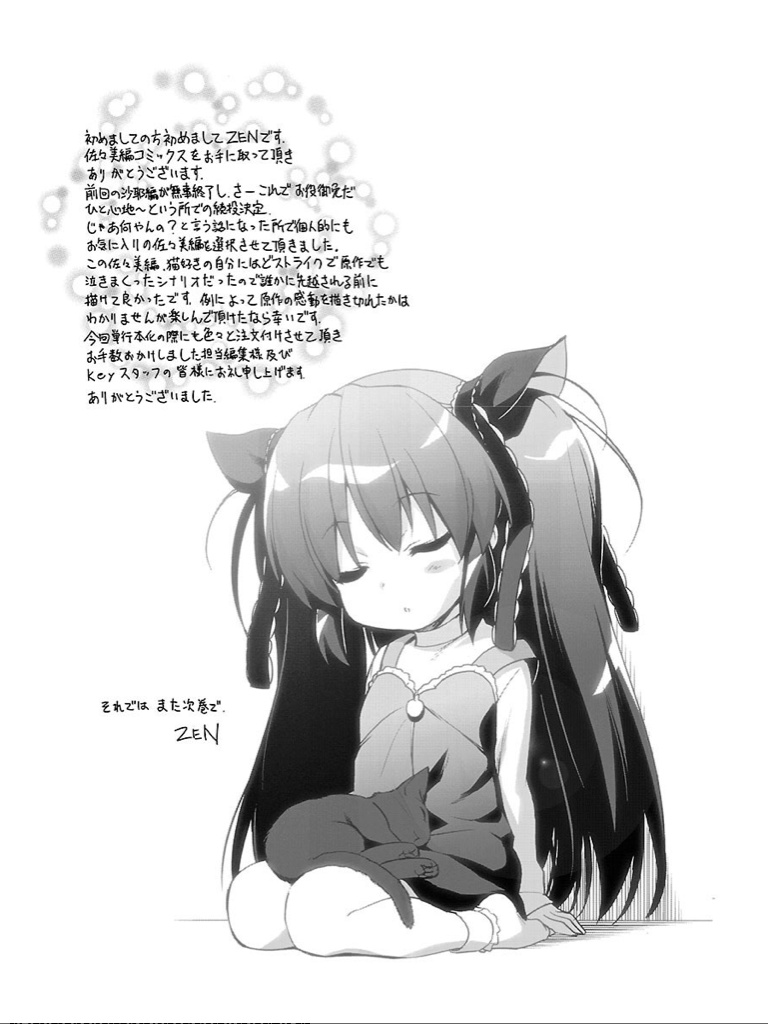 初めましてのち初めましてZENです.
佐々美編コミックスをお手に取って頂き
ありがとうございます.
前回の沙耶編が無事終了し、さーこれでお役御免だ
ひと心地〜という所での続投決定.
じゃあ何やんの？と言う話になった所で個人的にも
お気に入りの佐々美編を選択させて頂きました。
この佐々美編、猫好きの自分にはどストライクで原作でも
泣きまくったシナリオだったので誰かに先越される前に
描けて良かったです. 例によって原作の感動を描き切れたかは
わかりませんが楽しんで頂けたなら幸いです.
今回単行本化の際にも色々と注文付けさせて頂き
お手数おかけしました担当編集様及び
Keyスタッフの皆様にお礼申し上げます
ありがとうございました.
それでは また次巻で.
ZEN